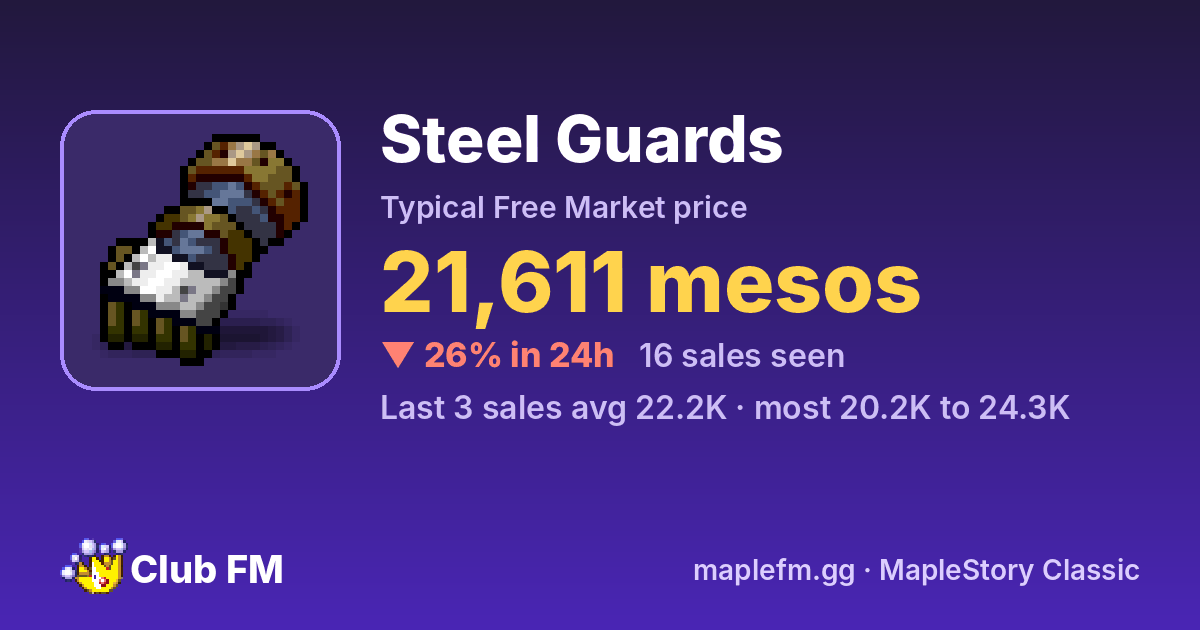 Steel Guards
Typical Free Market price
21,611 mesos
▼ 26% in 24h 16 sales seen
Last 3 sales avg 22.2K · most 20.2K to 24.3K
Club FM
maplefm.gg · MapleStory Classic